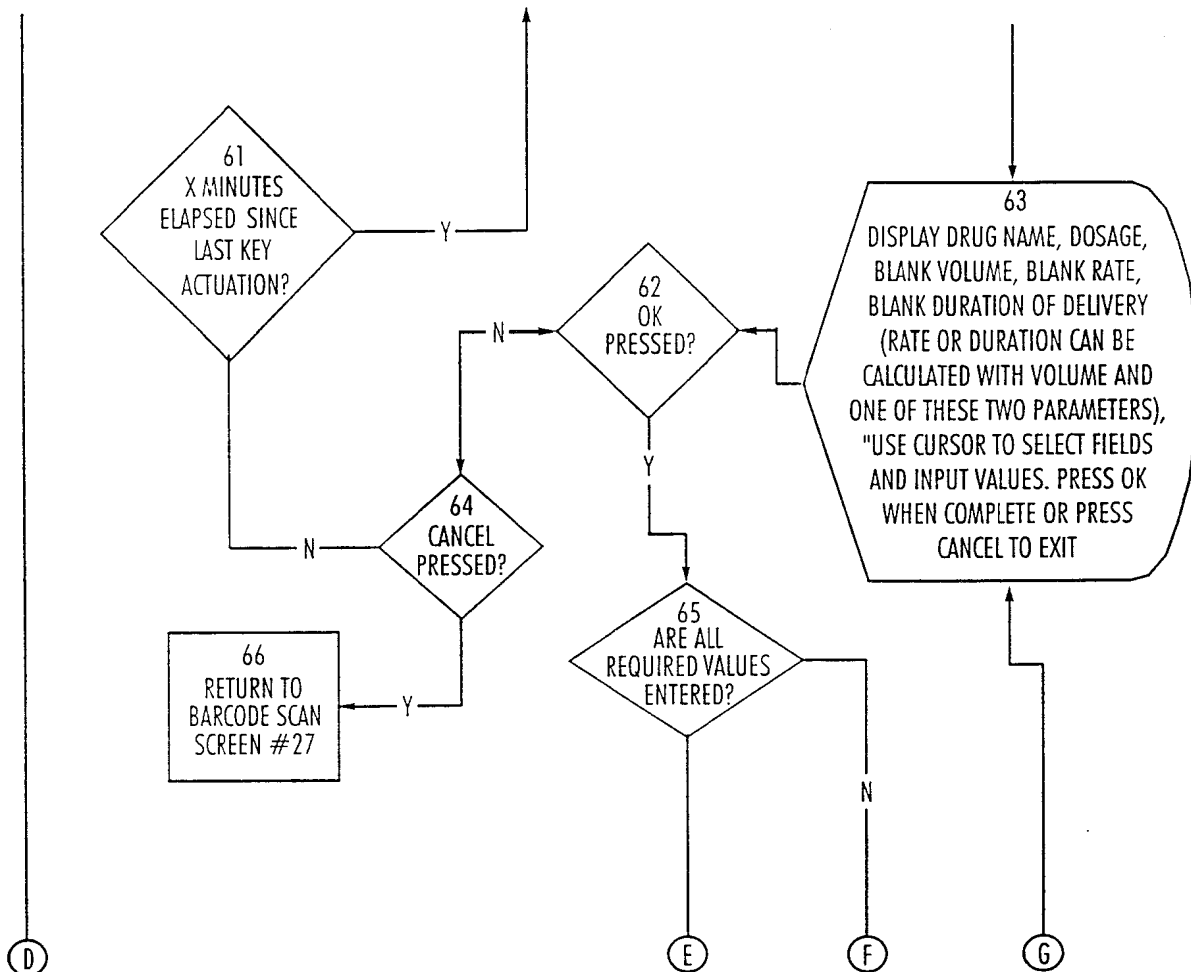 61
X MINUTES
ELAPSED SINCE
LAST KEY
ACTUATION?
Y
62
OK
PRESSED?
N
Y
63
DISPLAY DRUG NAME, DOSAGE,
BLANK VOLUME, BLANK RATE,
BLANK DURATION OF DELIVERY
(RATE OR DURATION CAN BE
CALCULATED WITH VOLUME AND
ONE OF THESE TWO PARAMETERS),
"USE CURSOR TO SELECT FIELDS
AND INPUT VALUES. PRESS OK
WHEN COMPLETE OR PRESS
CANCEL TO EXIT
64
CANCEL
PRESSED?
N
Y
65
ARE ALL
REQUIRED VALUES
ENTERED?
N
66
RETURN TO
BARCODE SCAN
SCREEN #27
D
E
F
G